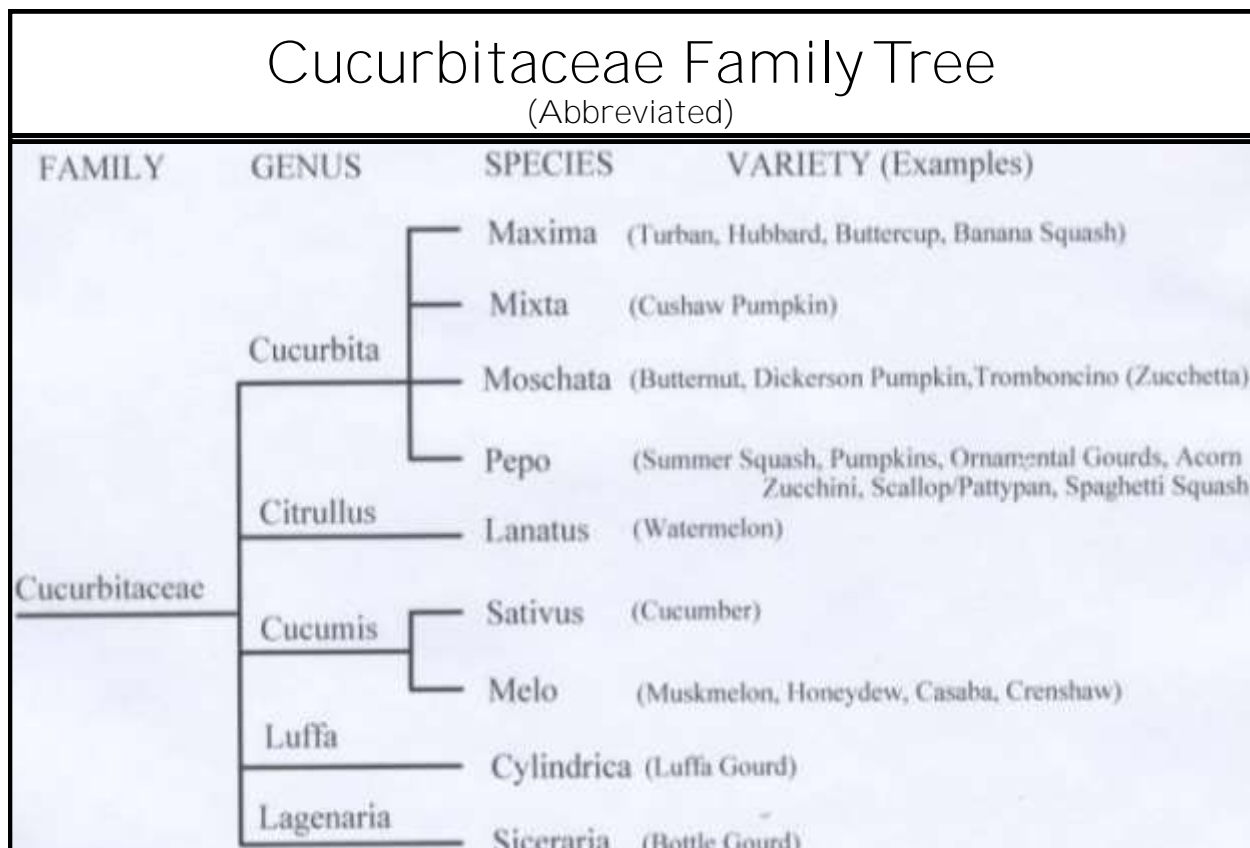 Cucurbitaceae Family Tree
(Abbreviated)
FAMILY GENUS SPECIES VARIETY (Examples)
Maxima (Turban, Hubbard, Buttercup, Banana Squash)
Mixta (Cushaw Pumpkin)
Cucurbita
Moschata (Butternut, Dickerson Pumpkin,Tromboncino (Zucchetta)
Pepo (Summer Squash, Pumpkins, Ornamental Gourds, Acorn
Zucchini, Scallop/Pattypan, Spaghetti Squash
Citrullus
Lanatus (Watermelon)
Cucurbitaceae
Sativus (Cucumber)
Cucumis
Melo (Muskmelon, Honeydew, Casaba, Crenshaw)
Luffa
Cylindrica (Luffa Gourd)
Lagenaria
Siceraria (Bottle Gourd)